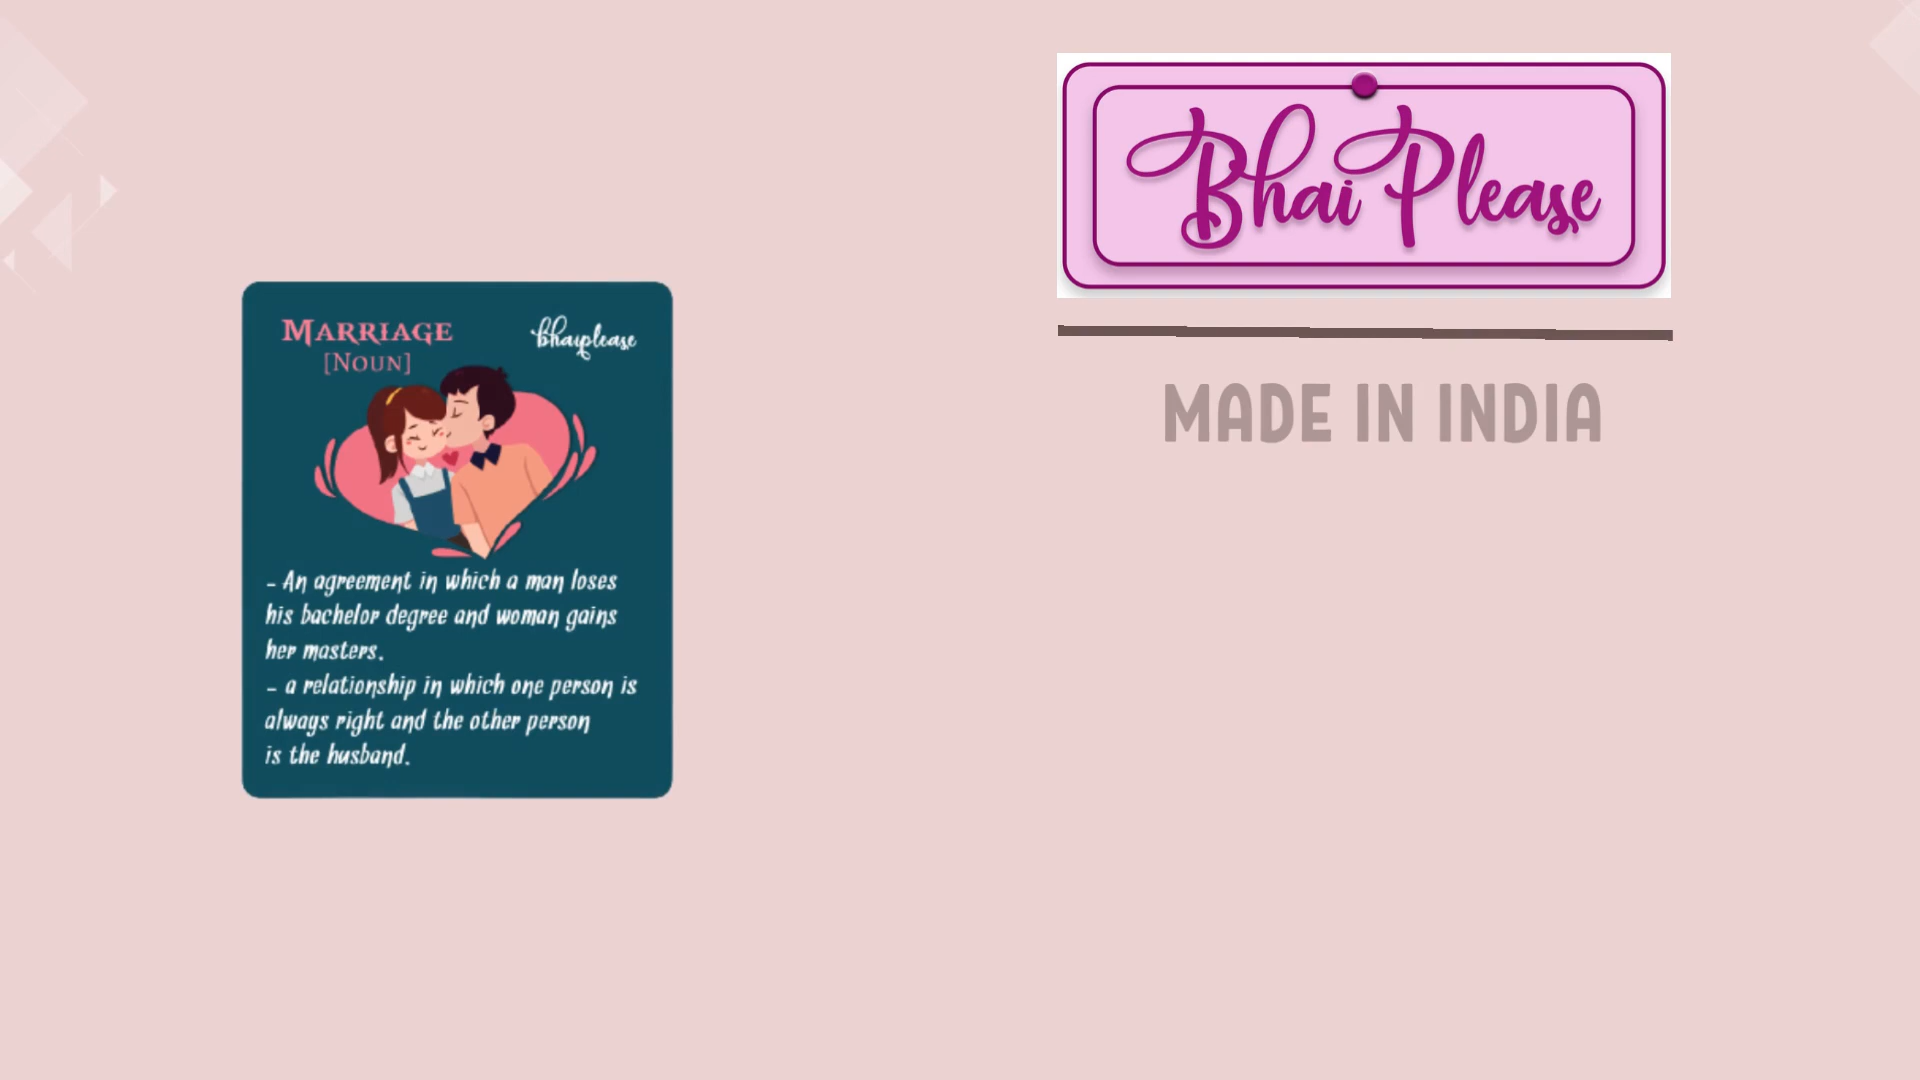 Bhai Please
MADE IN INDIA
MARRIAGE
[NOUN]
bhaiplease
- An agreement in which a man loses
his bachelor degree and woman gains
her masters.
- a relationship in which one person is
always right and the other person
is the husband.